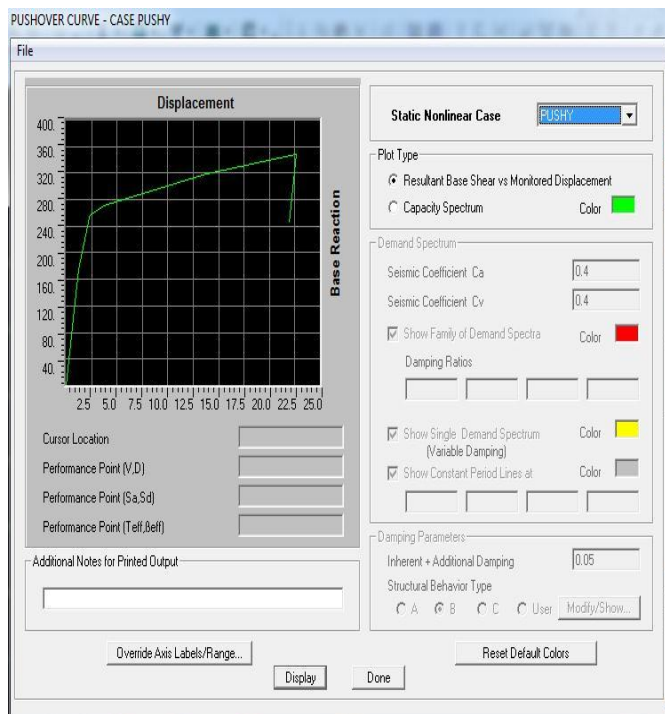 PUSHOVER CURVE - CASE PUSHY
File
Displacement
400.
360.
320.
280.
240.
200.
160.
120.
80.
40.
Base Reaction
2.5 5.0 7.5 10.0 12.5 15.0 17.5 20.0 22.5 25.0
Cursor Location
Performance Point (V,D)
Performance Point (Sa,Sd)
Performance Point (Teff,βeff)
Additional Notes for Printed Output
Override Axis Labels/Range...
Static Nonlinear Case PUSHY
Plot Type
Resultant Base Shear vs Monitored Displacement
Capacity Spectrum Color
Demand Spectrum
Seismic Coefficient Ca 0.4
Seismic Coefficient Cv 0.4
Show Family of Demand Spectra Color
Damping Ratios
Show Single Demand Spectrum Color
(Variable Damping)
Show Constant Period Lines at Color
Damping Parameters
Inherent + Additional Damping 0.05
Structural Behavior Type
A B C User Modify/Show...
Reset Default Colors
Display Done